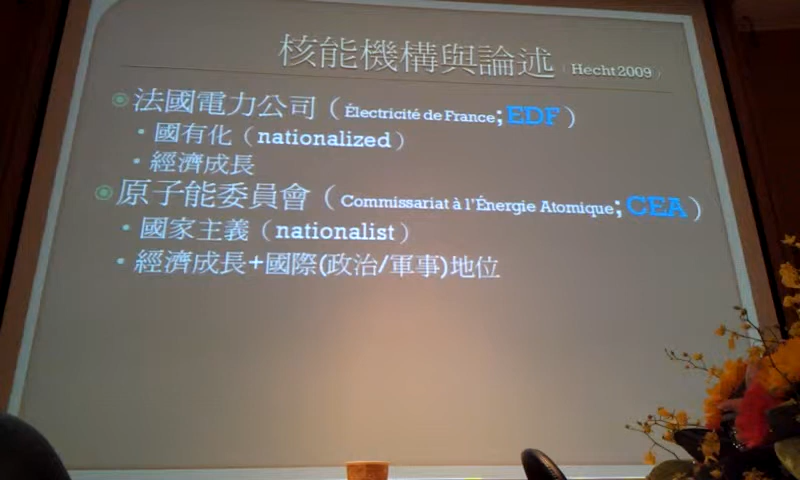 核能機構與論述（Hecht2009）
法國電力公司（Électricité de France；EDF）
• 國有化（nationalized）
• 經濟成長
原子能委員會（Commissariat à l'Énergie Atomique；CEA）
• 國家主義（nationalist）
• 經濟成長+國際(政治/軍事)地位